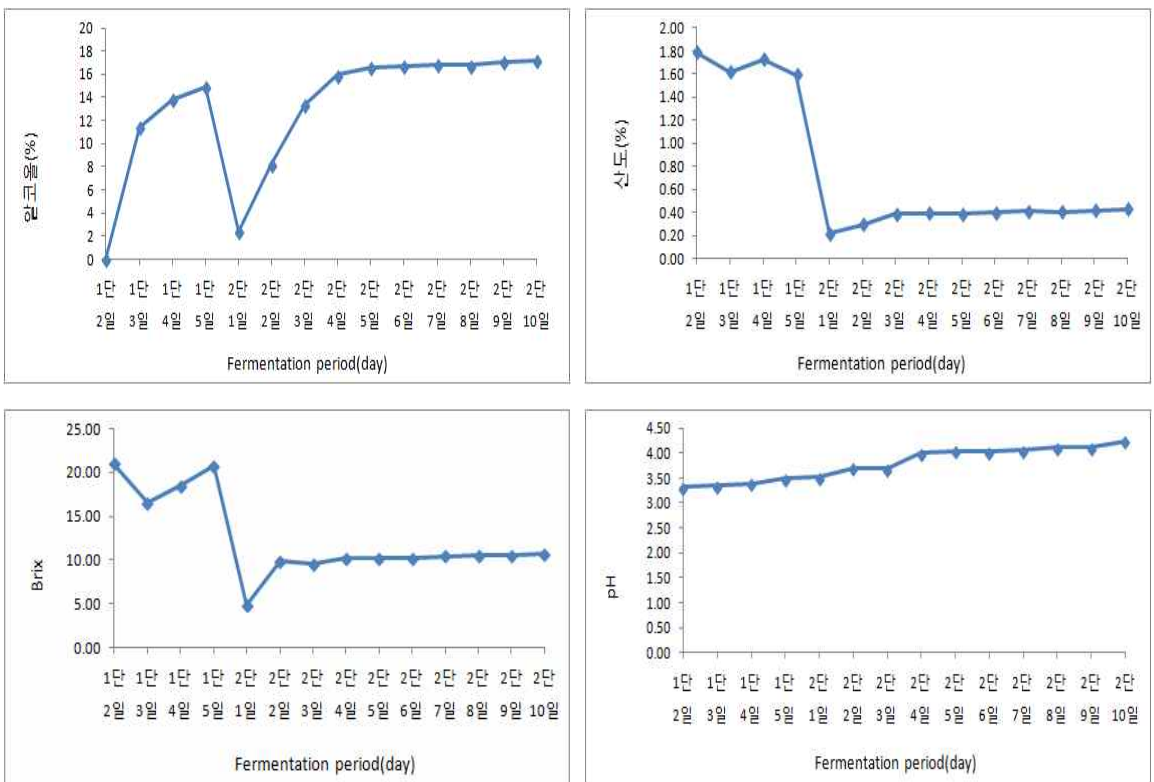 20
18
16
14
12
10
8
6
4
2
0
알코올(%)
1단 1단 1단 1단 2단 2단 2단 2단 2단 2단 2단 2단 2단 2단
2일 3일 4일 5일 1일 2일 3일 4일 5일 6일 7일 8일 9일 10일
Fermentation period(day)
2.00
1.80
1.60
1.40
1.20
1.00
0.80
0.60
0.40
0.20
0.00
산도(%)
1단 1단 1단 1단 2단 2단 2단 2단 2단 2단 2단 2단 2단 2단
2일 3일 4일 5일 1일 2일 3일 4일 5일 6일 7일 8일 9일 10일
Fermentation period(day)
25.00
20.00
15.00
10.00
5.00
0.00
Brix
1단 1단 1단 1단 2단 2단 2단 2단 2단 2단 2단 2단 2단 2단
2일 3일 4일 5일 1일 2일 3일 4일 5일 6일 7일 8일 9일 10일
Fermentation period(day)
4.50
4.00
3.50
3.00
2.50
2.00
1.50
1.00
0.50
0.00
pH
1단 1단 1단 1단 2단 2단 2단 2단 2단 2단 2단 2단 2단 2단
2일 3일 4일 5일 1일 2일 3일 4일 5일 6일 7일 8일 9일 10일
Fermentation period(day)